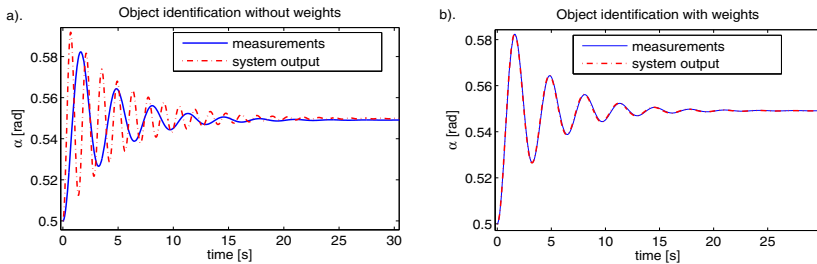 a).
Object identification without weights
measurements
system output
0.58
0.56
0.54
0.52
0.5
α [rad]
0
5
10
15
20
25
30
time [s]
b).
Object identification with weights
measurements
system output
0.58
0.56
0.54
0.52
0.5
α [rad]
0
5
10
15
20
25
time [s]